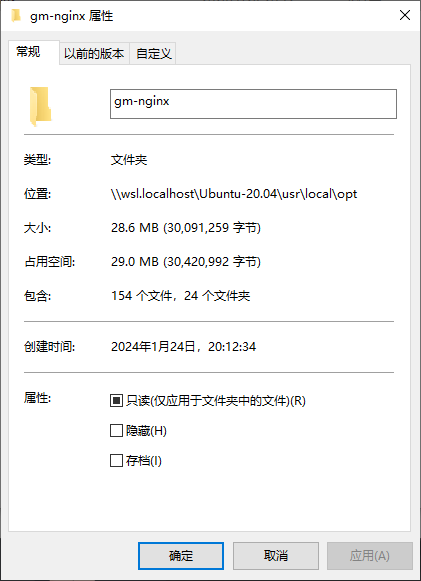 gm-nginx 属性
常规 以前的版本 自定义
gm-nginx
类型: 文件夹
位置: \\wsl.localhost\Ubuntu-20.04\usr\local\opt
大小: 28.6 MB (30,091,259 字节)
占用空间: 29.0 MB (30,420,992 字节)
包含: 154 个文件，24 个文件夹
创建时间: 2024年1月24日，20:12:34
属性: 只读(仅应用于文件夹中的文件)(R)
隐藏(H)
存档(I)
确定 取消 应用(A)